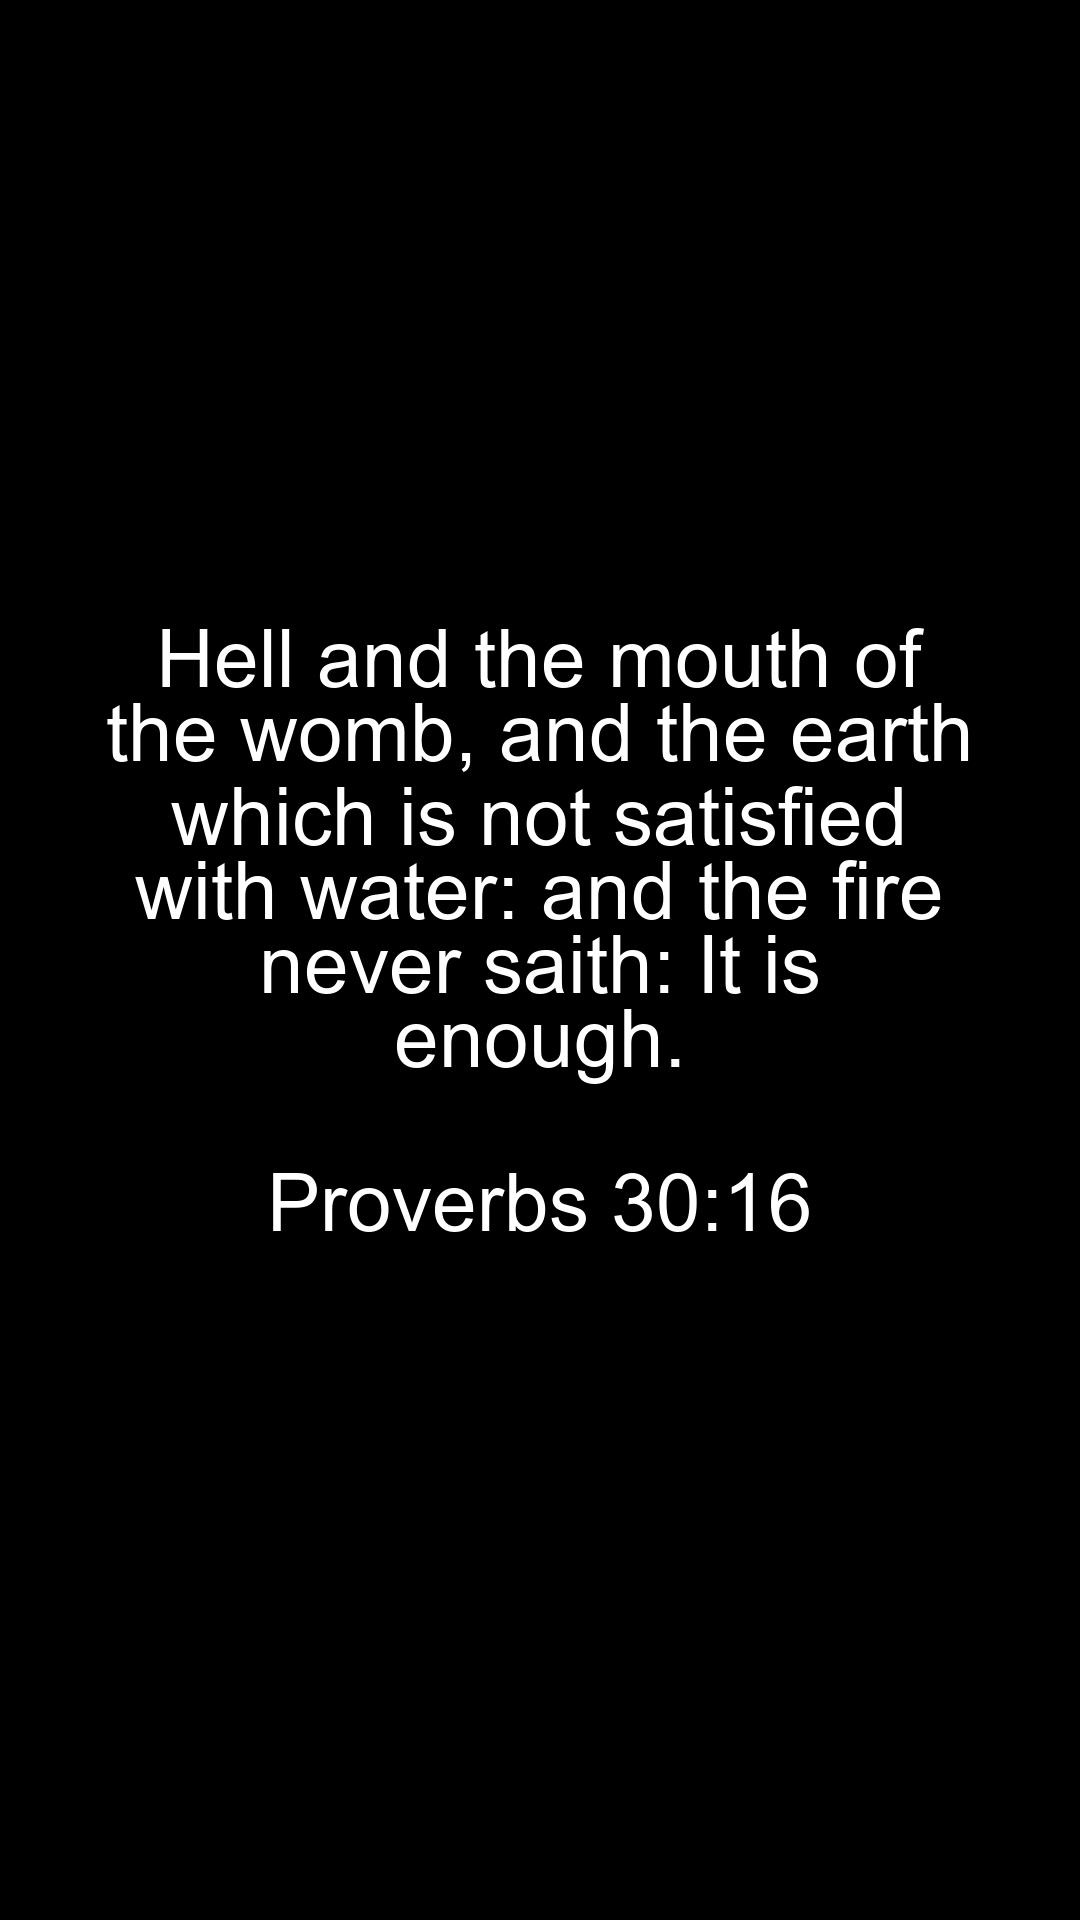 Hell and the mouth of
the womb, and the earth
which is not satisfied
with water: and the fire
never saith: It is
enough.
Proverbs 30:16